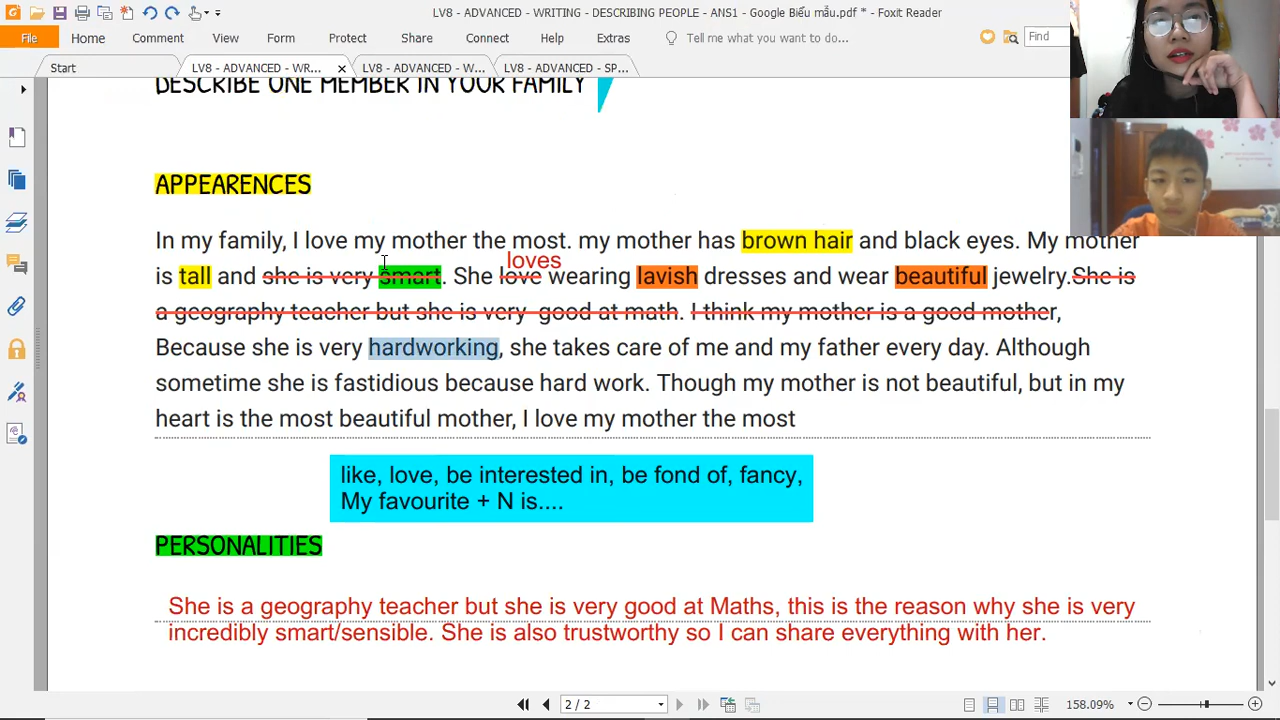 LV8 - ADVANCED - WRITING - DESCRIBING PEOPLE - ANS.S oogle Biểu mẫu.pdf * - Foxit Reader
File Home Comment View Form Protect Share Connect Help Extras Tell me what you want to do... Find
Start LV8 - ADVANCED - WR... LV8 - ADVANCED - W... LV8 - ADVANCED - SP...
DESCRIBE ONE MEMBER IN YOUR FAMILY
APPEARENCES
In my family, I love my mother the most. my mother has brown hair and black eyes. My mother
loves
is tall and she is very smart. She love wearing lavish dresses and wear beautiful jewelry.She is
a geography teacher but she is very good at math. I think my mother is a good mother,
Because she is very hardworking, she takes care of me and my father every day. Although
sometime she is fastidious because hard work. Though my mother is not beautiful, but in my
heart is the most beautiful mother, I love my mother the most
like, love, be interested in, be fond of, fancy,
My favourite + N is....
PERSONALITIES
She is a geography teacher but she is very good at Maths, this is the reason why she is very
incredibly smart/sensible. She is also trustworthy so I can share everything with her.
2 / 2 158.09%